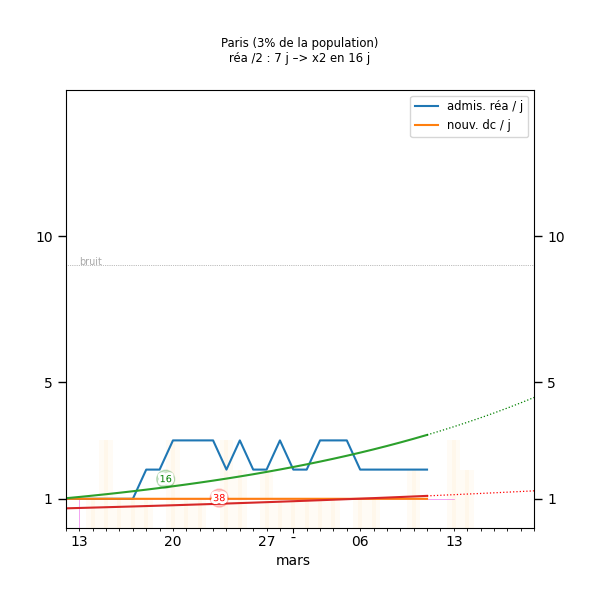 Paris (3% de la population)
réa /2 : 7 j –> x2 en 16 j
admis. réa / j
nouv. dc / j
10
10
bruit
5
5
16
38
1
1
13
20
27
-
06
13
mars